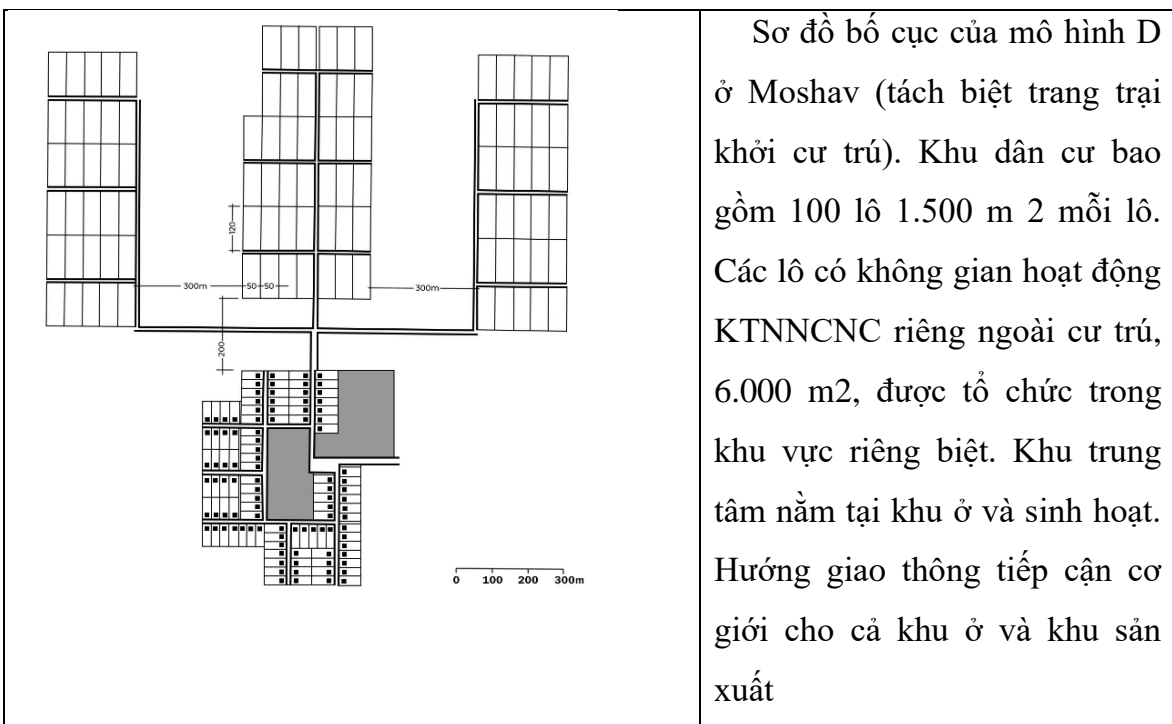 Sơ đồ bố cục của mô hình D
ở Moshav (tách biệt trang trại
khởi cư trú). Khu dân cư bao
gồm 100 lô 1.500 m 2 mỗi lô.
Các lô có không gian hoạt động
KTNNCNC riêng ngoài cư trú,
6.000 m2, được tổ chức trong
khu vực riêng biệt. Khu trung
tâm nằm tại khu ở và sinh hoạt.
Hướng giao thông tiếp cận cơ
giới cho cả khu ở và khu sản
xuất
120
300m
50
50
300m
200
0 100 200 300m